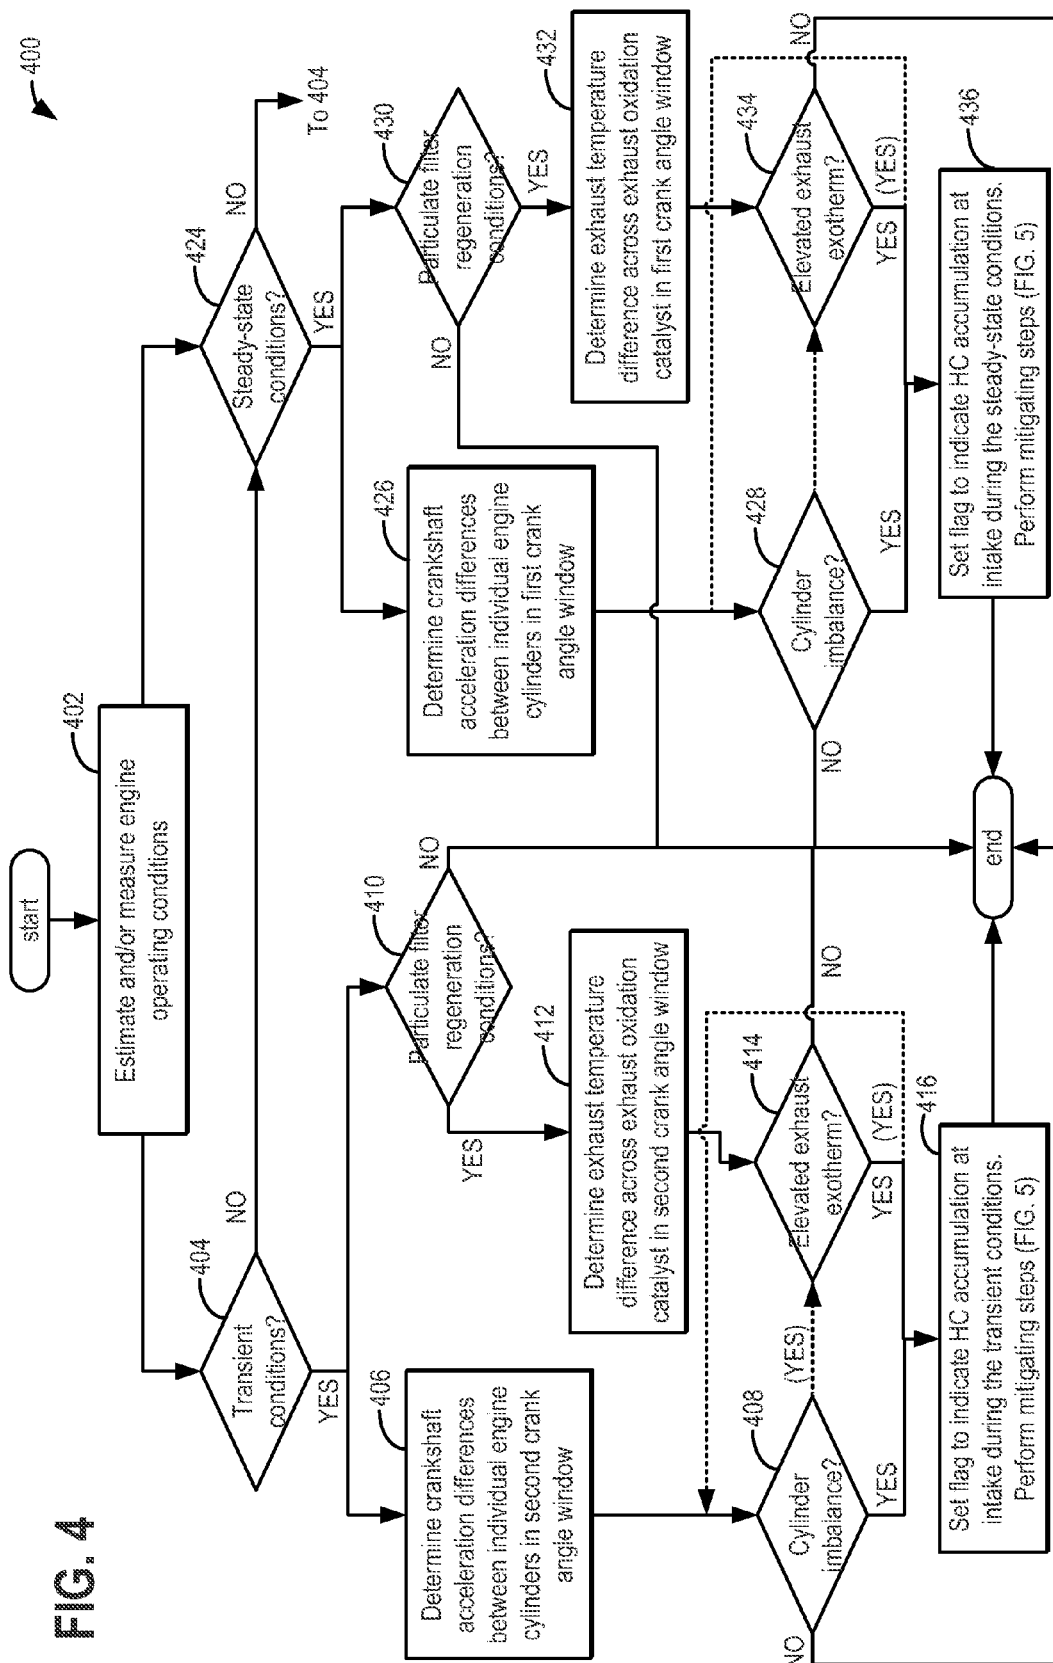 FIG. 4
400
start
402
Estimate and/or measure engine
operating conditions
404
Transient
conditions?
NO
YES
424
Steady-state
conditions?
NO
To 404
YES
406
Determine crankshaft
acceleration differences
between individual engine
cylinders in second crank
angle window
410
Particulate filter
regeneration
conditions?
NO
YES
412
Determine exhaust temperature
difference across exhaust oxidation
catalyst in second crank angle window
426
Determine crankshaft
acceleration differences
between individual engine
cylinders in first crank
angle window
430
Particulate filter
regeneration
conditions?
NO
YES
432
Determine exhaust temperature
difference across exhaust oxidation
catalyst in first crank angle window
408
Cylinder
imbalance?
NO
(YES)
YES
414
Elevated exhaust
exotherm?
NO
YES
(YES)
428
Cylinder
imbalance?
NO
YES
434
Elevated exhaust
exotherm?
NO
YES
(YES)
416
Set flag to indicate HC accumulation at
intake during the transient conditions.
Perform mitigating steps (FIG. 5)
end
436
Set flag to indicate HC accumulation at
intake during the steady-state conditions.
Perform mitigating steps (FIG. 5)